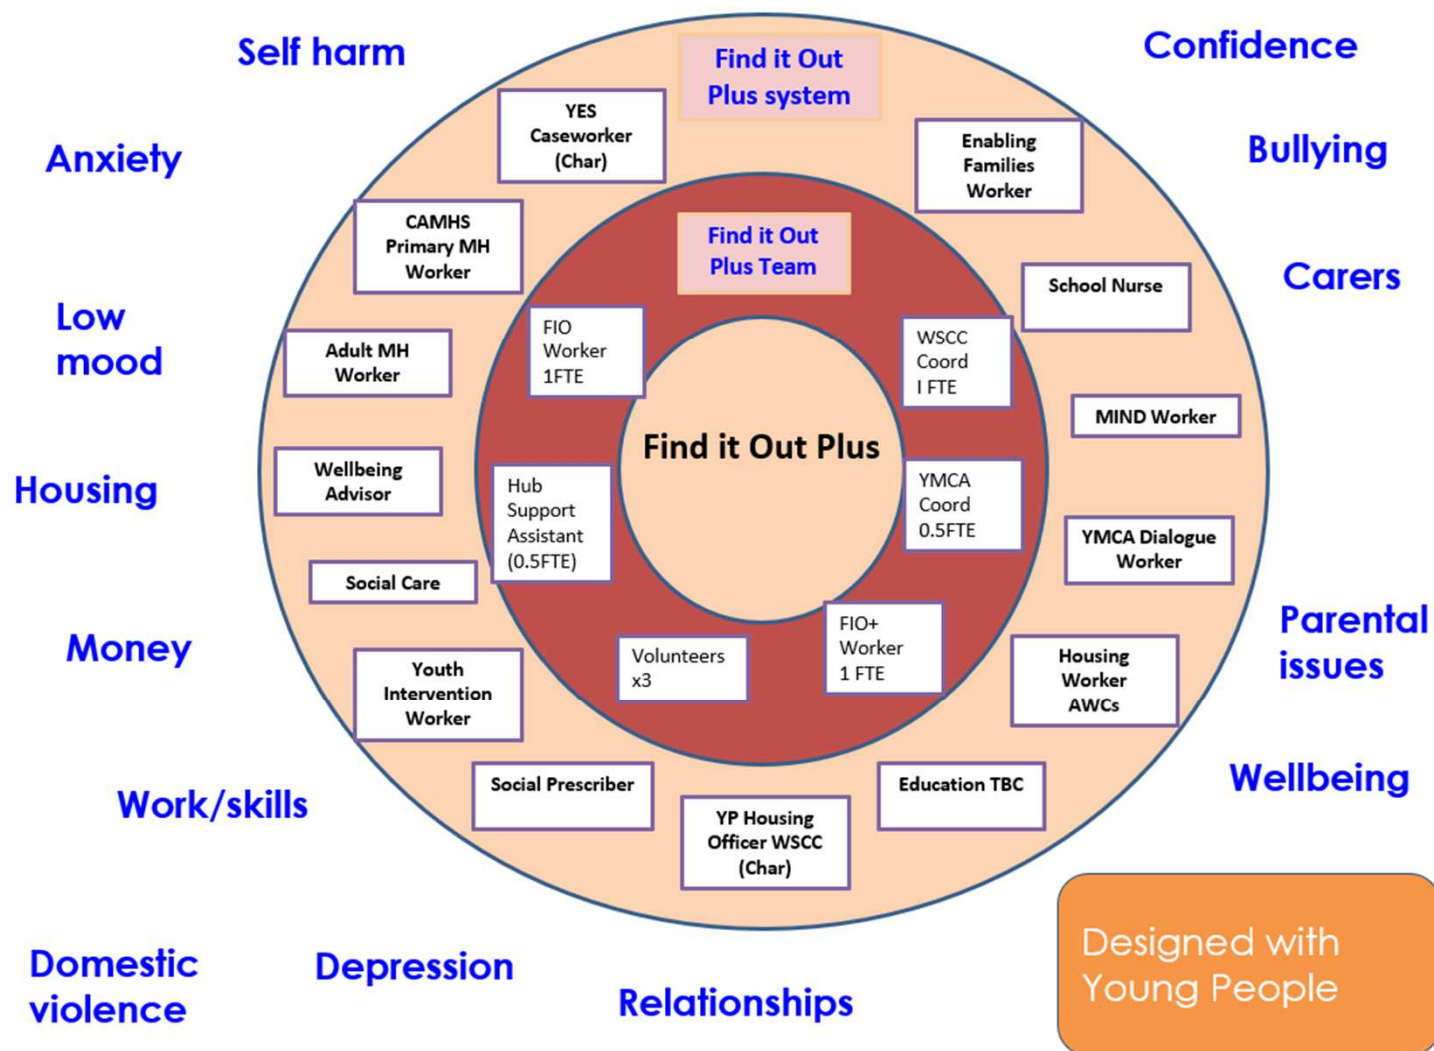 Self harm
Confidence
Anxiety
Bullying
Low
mood
Carers
Housing
Money
Parental
issues
Work/skills
Wellbeing
Domestic
violence
Depression
Relationships
Find it Out
Plus system
YES
Caseworker
(Char)
Enabling
Families
Worker
CAMHS
Primary MH
Worker
School Nurse
Adult MH
Worker
MIND Worker
Wellbeing
Advisor
YMCA Dialogue
Worker
Social Care
Housing
Worker
AWCs
Youth
Intervention
Worker
Social Prescriber
YP Housing
Officer WSCC
(Char)
Education TBC
Find it Out
Plus Team
FIO
Worker
1FTE
WSCC
Coord
I FTE
Hub
Support
Assistant
(0.5FTE)
YMCA
Coord
0.5FTE
Volunteers
x3
FIO+
Worker
1 FTE
Find it Out Plus
Designed with
Young People